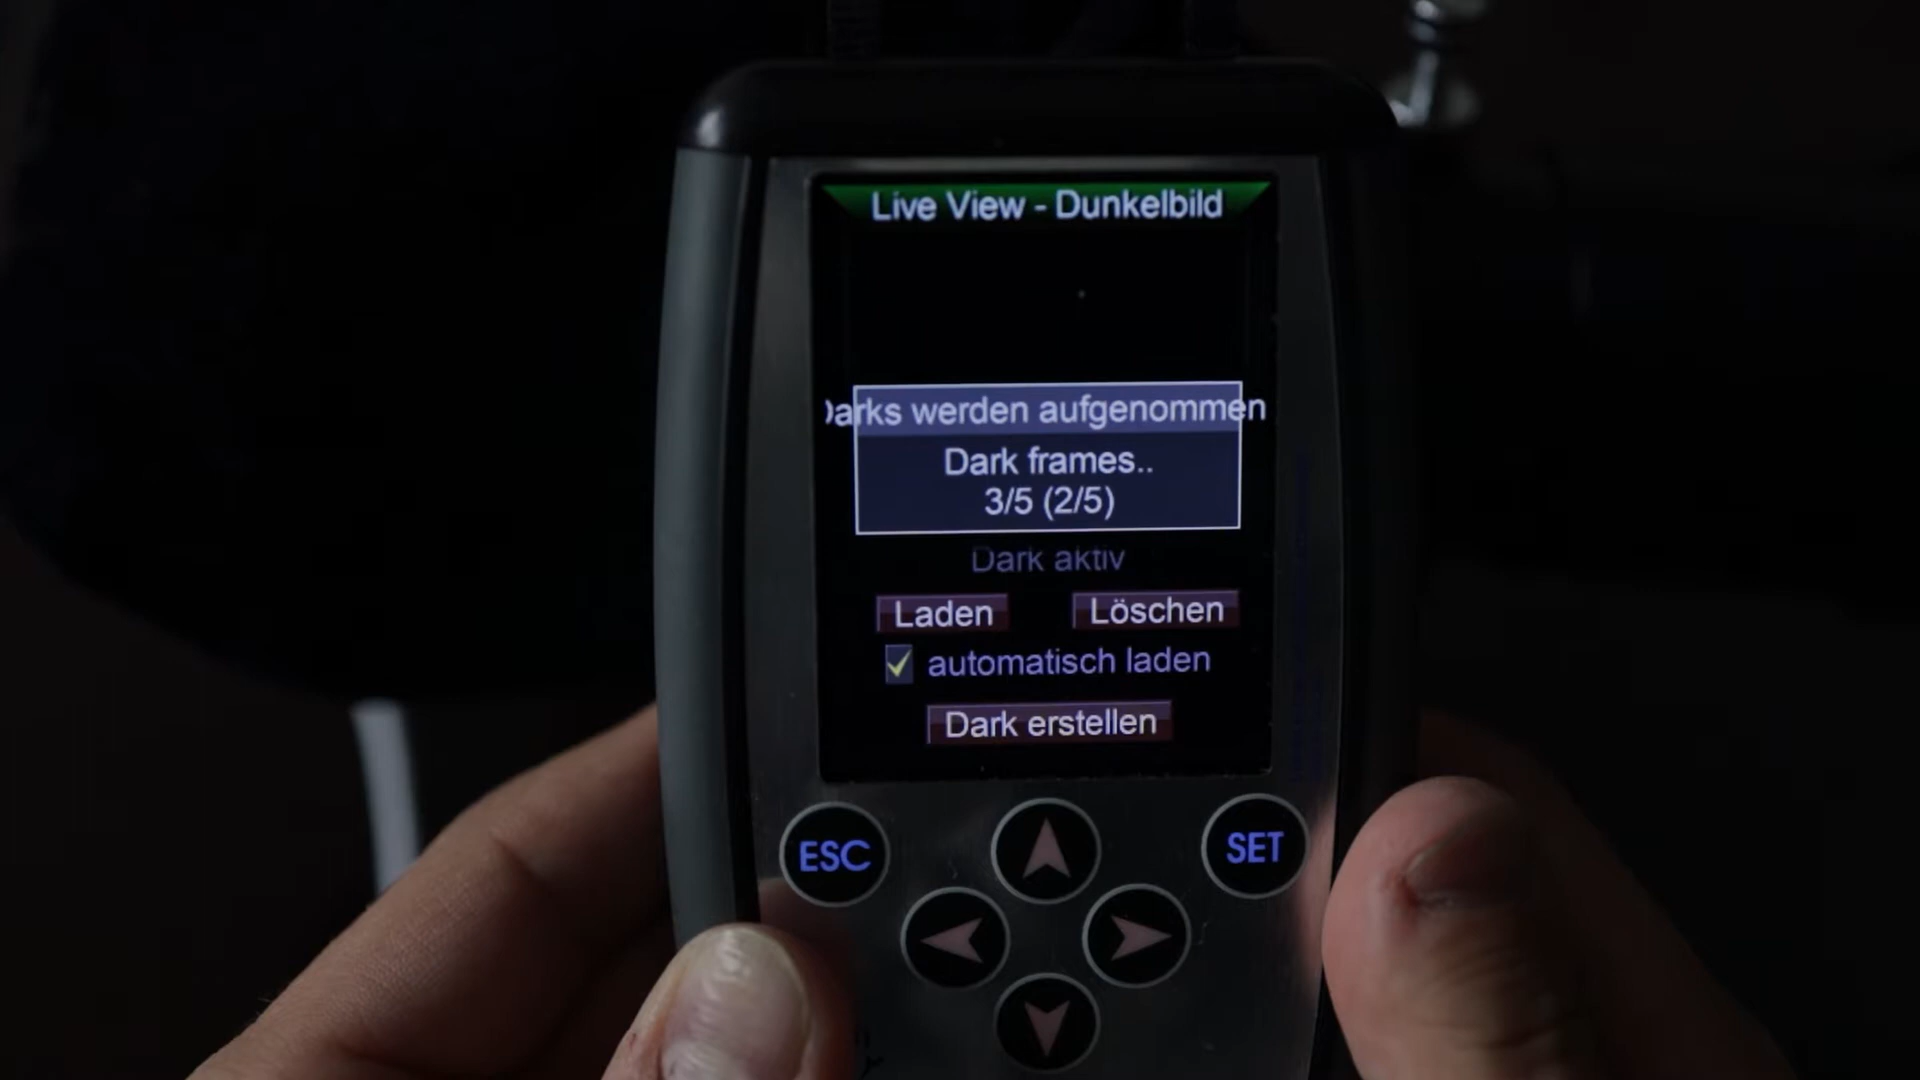 Live View - Dunkelbild
Darks werden aufgenommen
Dark frames..
3/5 (2/5)
Dark aktiv
Laden Löschen
automatisch laden
Dark erstellen
ESC SET